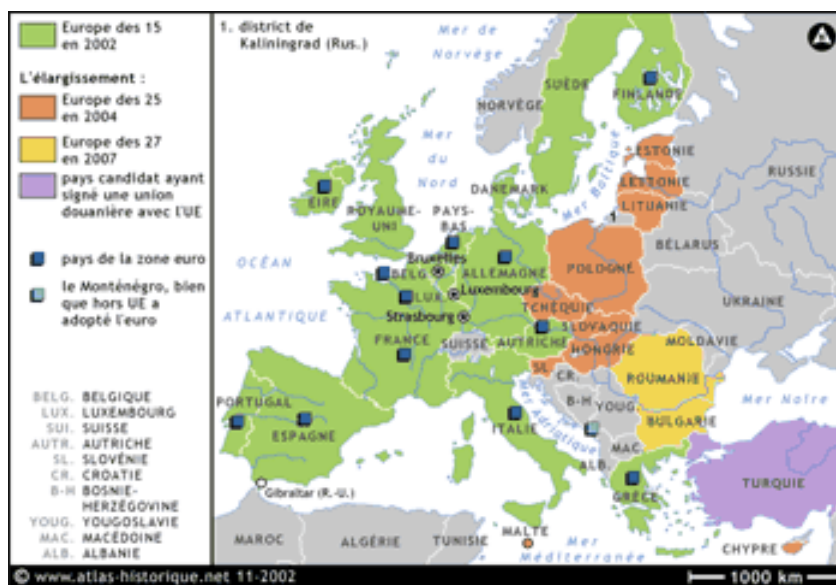 Europe des 15
en 2002
L'élargissement :
Europe des 25
en 2004
Europe des 27
en 2007
pays candidat ayant
signé une union
douanière avec l'UE
pays de la zone euro
le Monténégro, bien
que hors UE a
adopté l'euro
BELG. BELGIQUE
LUX. LUXEMBOURG
SUI. SUISSE
AUTR. AUTRICHE
SL. SLOVÉNIE
CR. CROATIE
B-H BOSNIE-
HERZÉGOVINE
YOUG. YOUGOSLAVIE
MAC. MACÉDOINE
ALB. ALBANIE
1. district de
Kaliningrad (Rus.)
Mer de
Norvège
SUÈDE
FINLANDE
NORVÈGE
Mer
du
Nord
ESTONIE
LETTONIE
LITUANIE
RUSSIE
Mer Baltique
DANEMARK
1
EIRE
ROYAUME-
UNI
PAYS-
BAS
BÉLARUS
OCÉAN
ATLANTIQUE
Bruxelles
BELG.
ALLEMAGNE
POLOGNE
LUX.
Luxembourg
TCHÉQUIE
UKRAINE
Strasbourg
SLOVAQUIE
FRANCE
SUISSE
AUTRICHE
HONGRIE
MOLDAVIE
SL.
CR.
ROUMANIE
B-H
YOUG.
Mer Noire
PORTUGAL
ESPAGNE
ITALIE
Mer Adriatique
BULGARIE
MAC.
ALB.
GRÈCE
TURQUIE
Gibraltar (R.-U.)
MAROC
ALGÉRIE
TUNISIE
MALTE
Mer
Méditerranée
CHYPRE
© www.atlas-historique.net 11-2002
1000 km